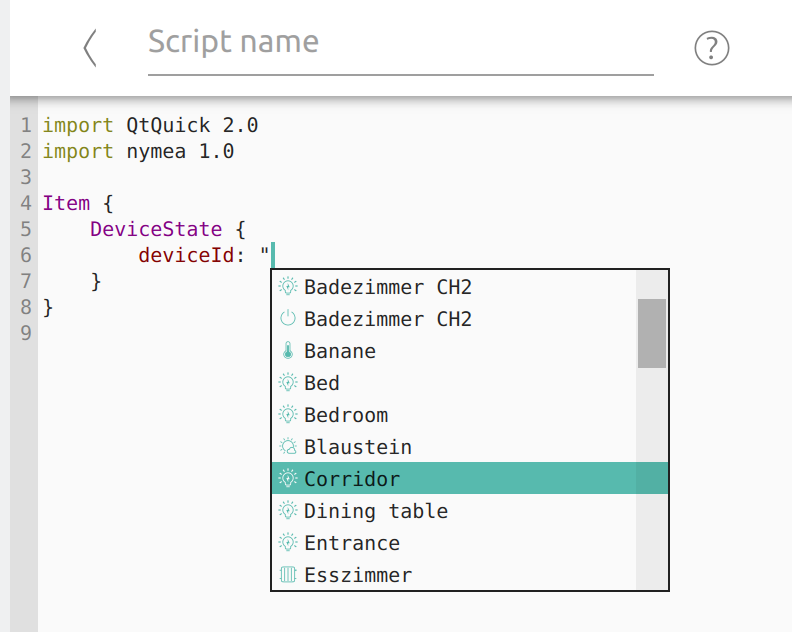 Script name
?
1 import QtQuick 2.0
2 import nymea 1.0
3
4 Item {
5     DeviceState {
6         deviceId: "
7     }
8 }
9
Badezimmer CH2
Badezimmer CH2
Banane
Bed
Bedroom
Blaustein
Corridor
Dining table
Entrance
Esszimmer